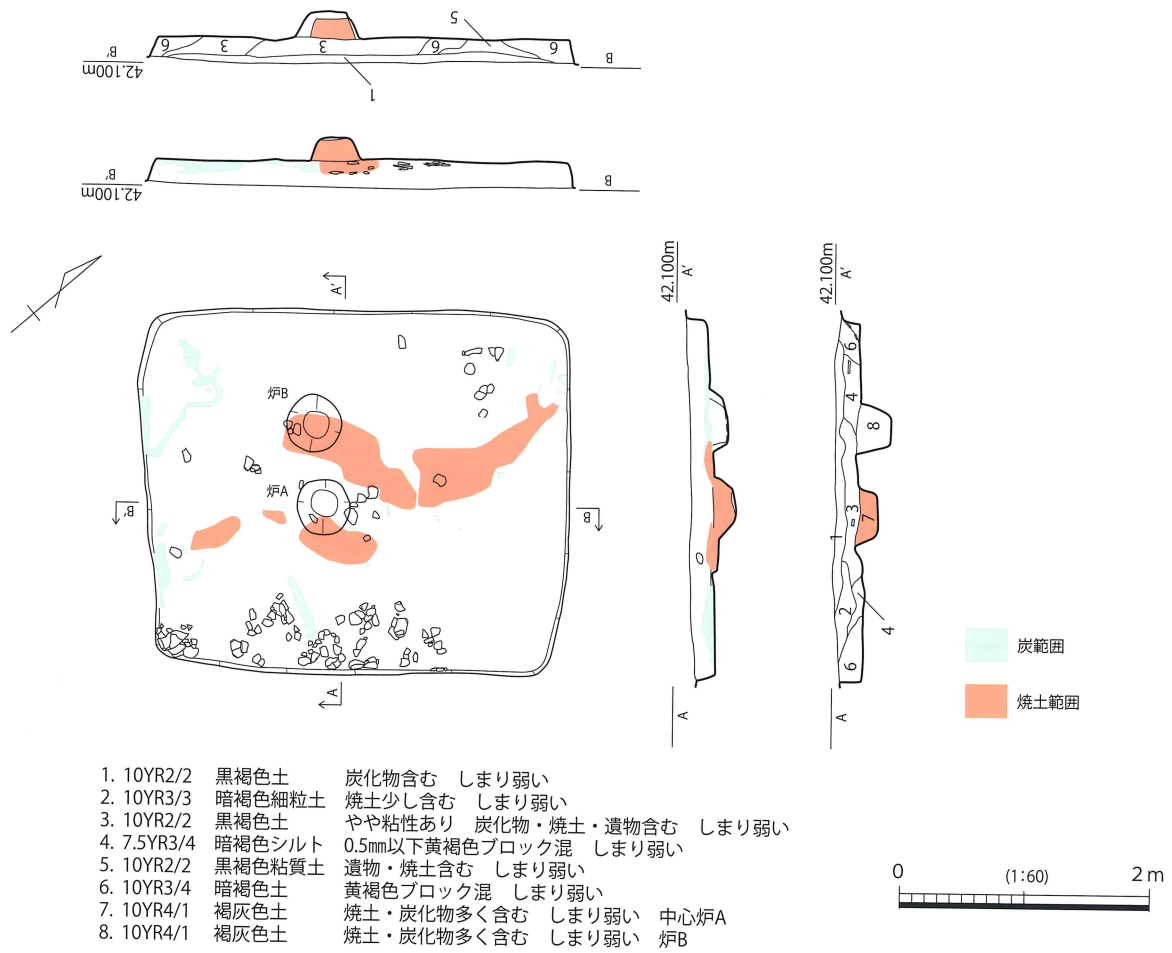 5
6 3 3 6 6
B' B
42.100m
1
B' B
42.100m
42.100m
A'
42.100m
A'
A'
炉B
炉A
B' B
A
6
4
8
3
7
1
2
4
6
A
A
炭範囲
焼土範囲
1. 10YR2/2 黒褐色土 炭化物含む しまり弱い
2. 10YR3/3 暗褐色細粒土 焼土少し含む しまり弱い
3. 10YR2/2 黒褐色土 やや粘性あり 炭化物・焼土・遺物含む しまり弱い
4. 7.5YR3/4 暗褐色シルト 0.5㎜以下黄褐色ブロック混 しまり弱い
5. 10YR2/2 黒褐色粘質土 遺物・焼土含む しまり弱い
6. 10YR3/4 暗褐色土 黄褐色ブロック混 しまり弱い
7. 10YR4/1 褐灰色土 焼土・炭化物多く含む しまり弱い 中心炉A
8. 10YR4/1 褐灰色土 焼土・炭化物多く含む しまり弱い 炉B
0 (1:60) 2 m